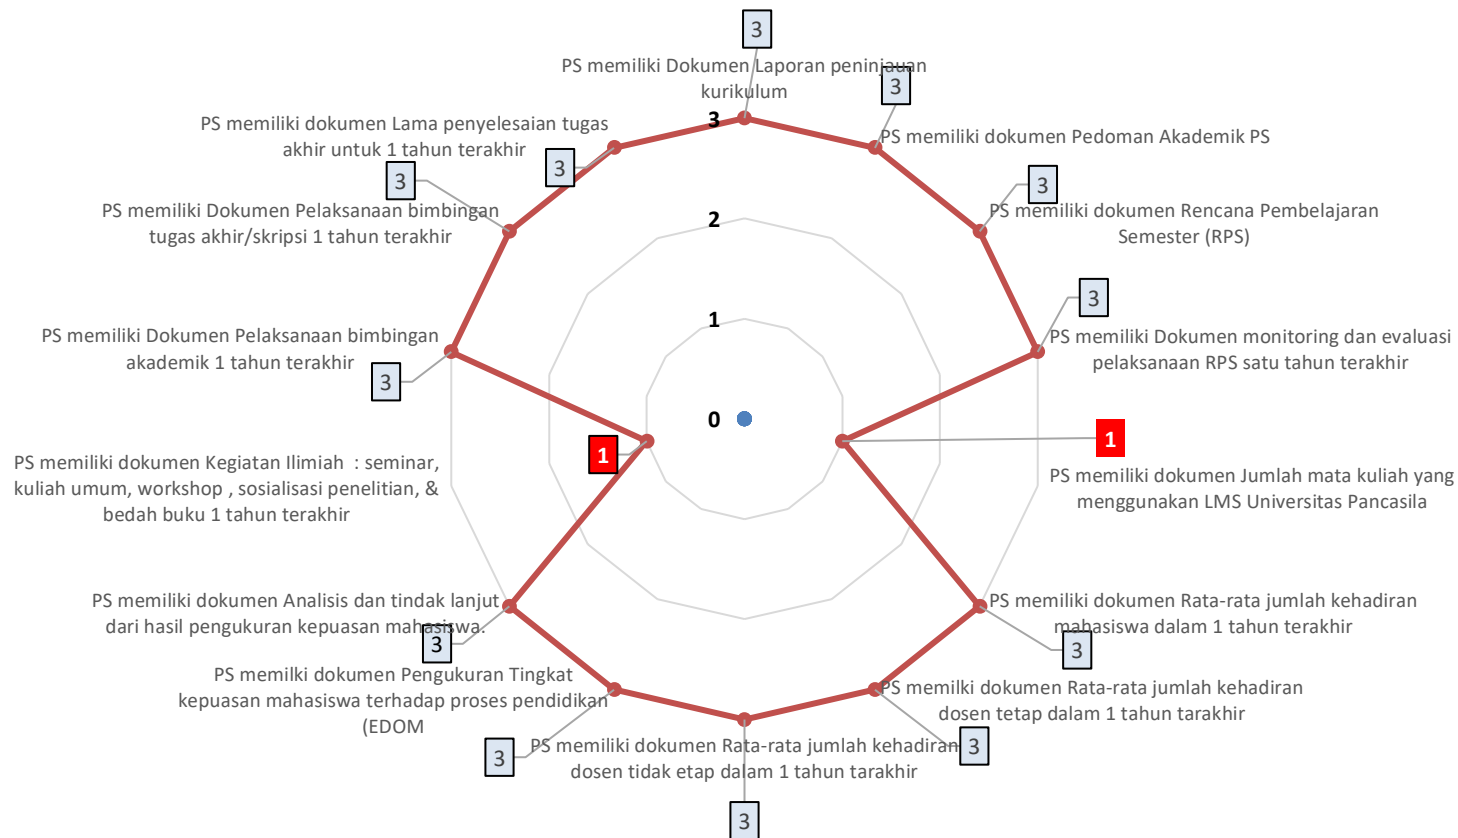 3
PS memiliki Dokumen Laporan peninjauan
kurikulum
3
PS memiliki dokumen Pedoman Akademik PS
3
PS memiliki dokumen Rencana Pembelajaran
Semester (RPS)
3
PS memiliki Dokumen monitoring dan evaluasi
pelaksanaan RPS satu tahun terakhir
1
PS memiliki dokumen Jumlah mata kuliah yang
menggunakan LMS Universitas Pancasila
PS memiliki dokumen Rata-rata jumlah kehadiran
mahasiswa dalam 1 tahun terakhir
3
PS memilki dokumen Rata-rata jumlah kehadiran
dosen tetap dalam 1 tahun tarakhir
3
PS memiliki dokumen Rata-rata jumlah kehadiran
dosen tidak etap dalam 1 tahun tarakhir
3
PS memilki dokumen Pengukuran Tingkat
kepuasan mahasiswa terhadap proses pendidikan
(EDOM
3
PS memiliki dokumen Analisis dan tindak lanjut
dari hasil pengukuran kepuasan mahasiswa.
3
PS memiliki dokumen Kegiatan Ilimiah : seminar,
kuliah umum, workshop , sosialisasi penelitian, &
bedah buku 1 tahun terakhir
1
PS memiliki Dokumen Pelaksanaan bimbingan
akademik 1 tahun terakhir
3
PS memiliki Dokumen Pelaksanaan bimbingan
tugas akhir/skripsi 1 tahun terakhir
3
PS memiliki dokumen Lama penyelesaian tugas
akhir untuk 1 tahun terakhir
3
3
2
1
0